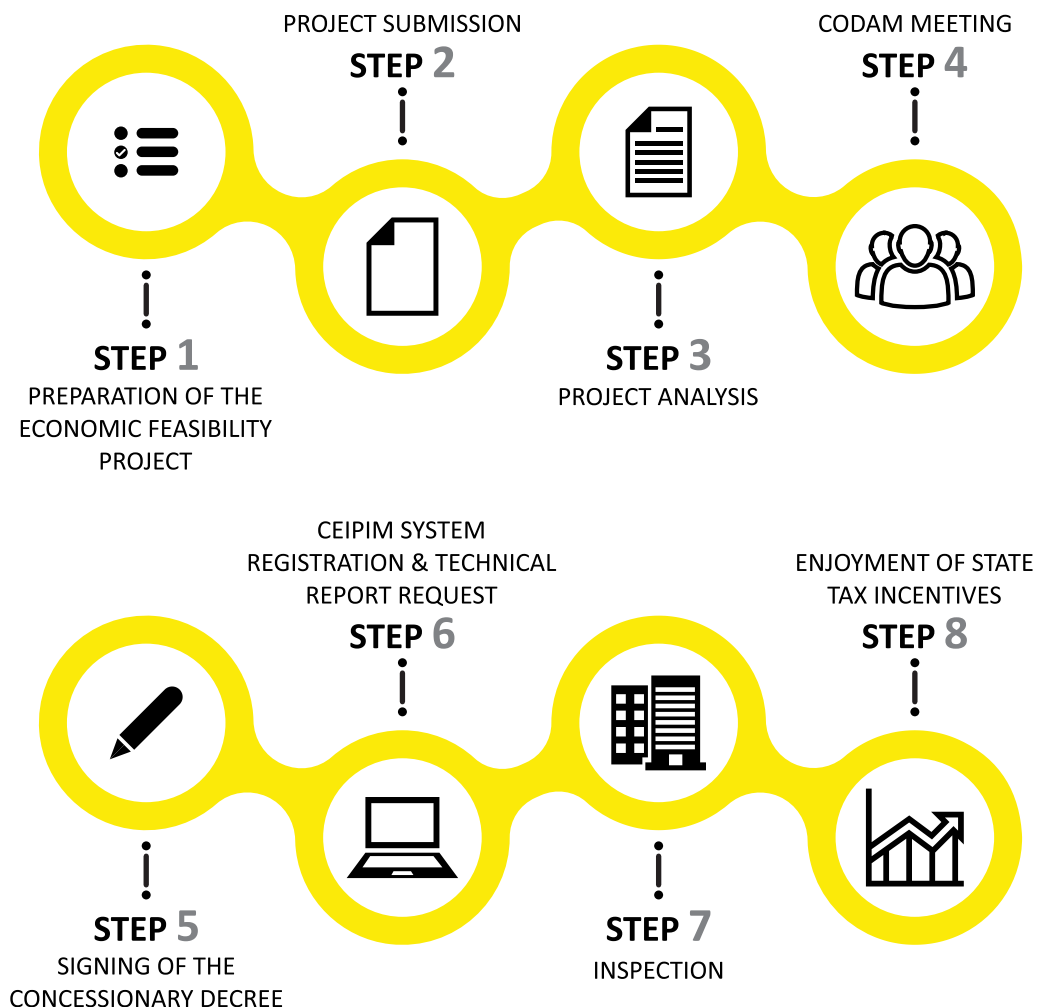 STEP 1
PREPARATION OF THE
ECONOMIC FEASIBILITY
PROJECT
PROJECT SUBMISSION
STEP 2
STEP 3
PROJECT ANALYSIS
CODAM MEETING
STEP 4
STEP 5
SIGNING OF THE
CONCESSIONARY DECREE
CEIPIM SYSTEM
REGISTRATION & TECHNICAL
REPORT REQUEST
STEP 6
STEP 7
INSPECTION
ENJOYMENT OF STATE
TAX INCENTIVES
STEP 8